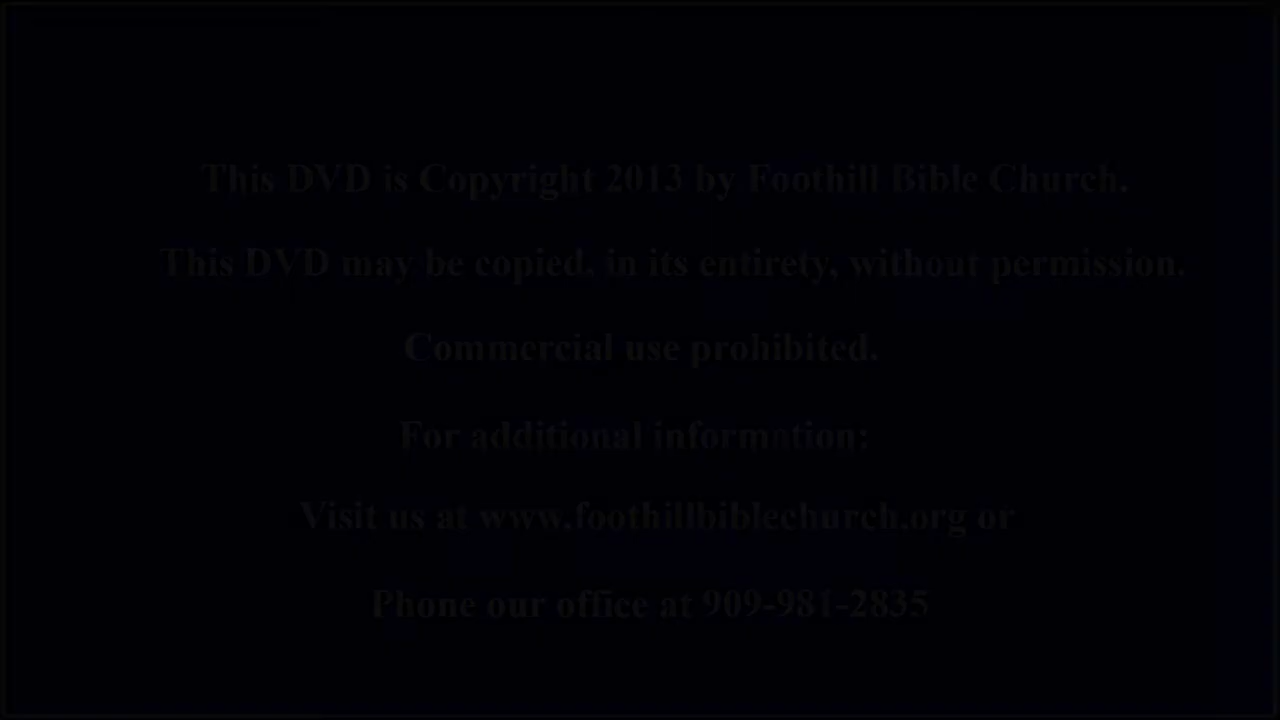 This DVD is Copyright 2013 by Foothill Bible Church.
This DVD may be copied, in its entirety, without permission.
Commercial use prohibited.
For additional information:
Visit us at www.foothillbiblechurch.org or
Phone our office at 909-981-2835